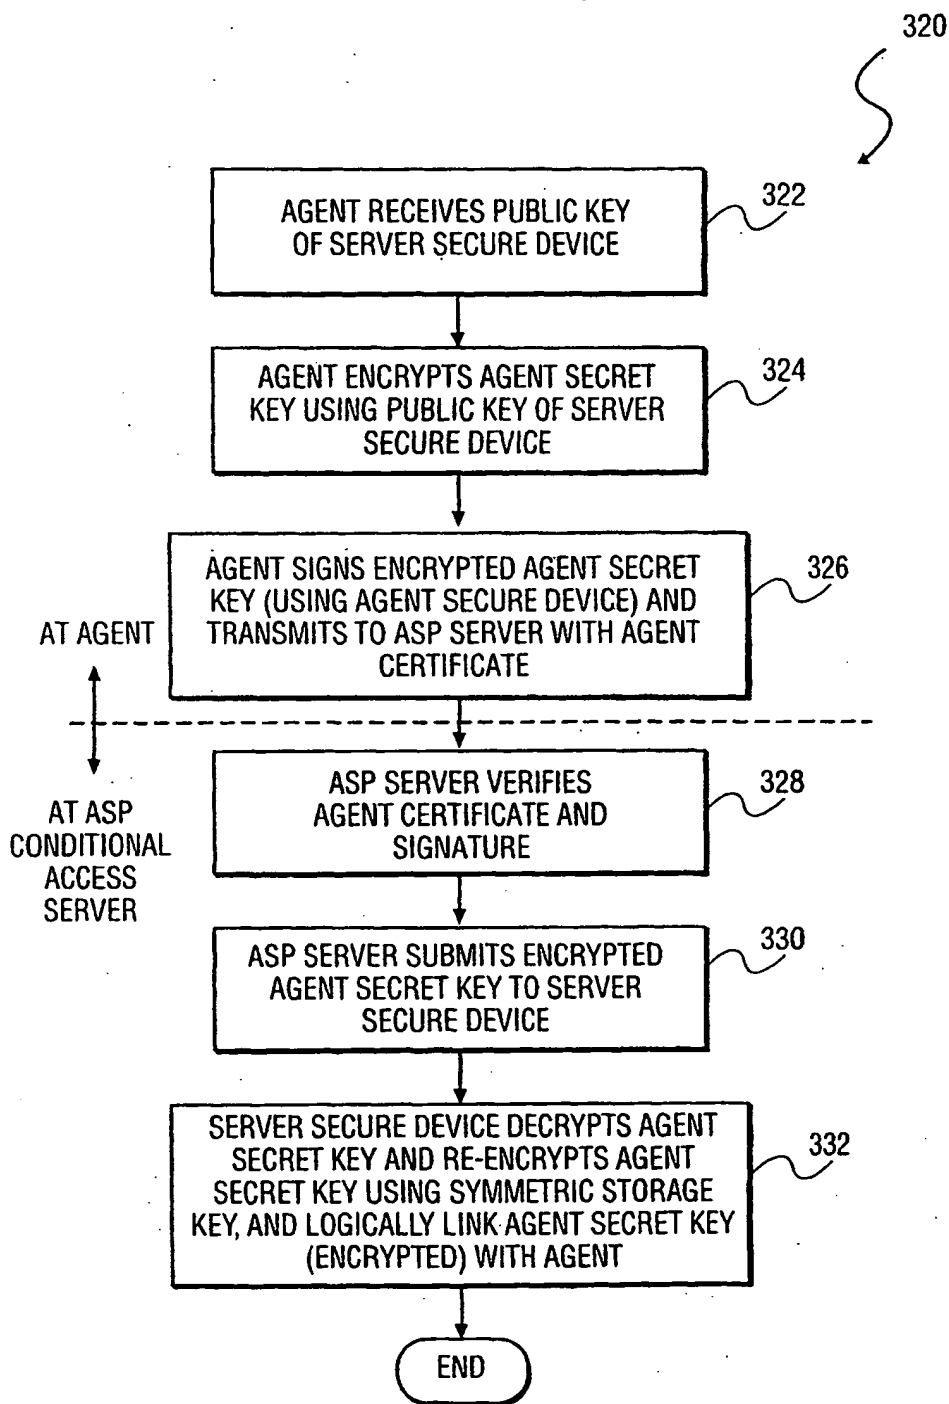 320
AGENT RECEIVES PUBLIC KEY
OF SERVER SECURE DEVICE
322
AGENT ENCRYPTS AGENT SECRET
KEY USING PUBLIC KEY OF SERVER
SECURE DEVICE
324
AGENT SIGNS ENCRYPTED AGENT SECRET
KEY (USING AGENT SECURE DEVICE) AND
TRANSMITS TO ASP SERVER WITH AGENT
CERTIFICATE
326
AT AGENT
AT ASP
CONDITIONAL
ACCESS
SERVER
ASP SERVER VERIFIES
AGENT CERTIFICATE AND
SIGNATURE
328
ASP SERVER SUBMITS ENCRYPTED
AGENT SECRET KEY TO SERVER
SECURE DEVICE
330
SERVER SECURE DEVICE DECRYPTS AGENT
SECRET KEY AND RE-ENCRYPTS AGENT
SECRET KEY USING SYMMETRIC STORAGE
KEY, AND LOGICALLY LINK AGENT SECRET KEY
(ENCRYPTED) WITH AGENT
332
END